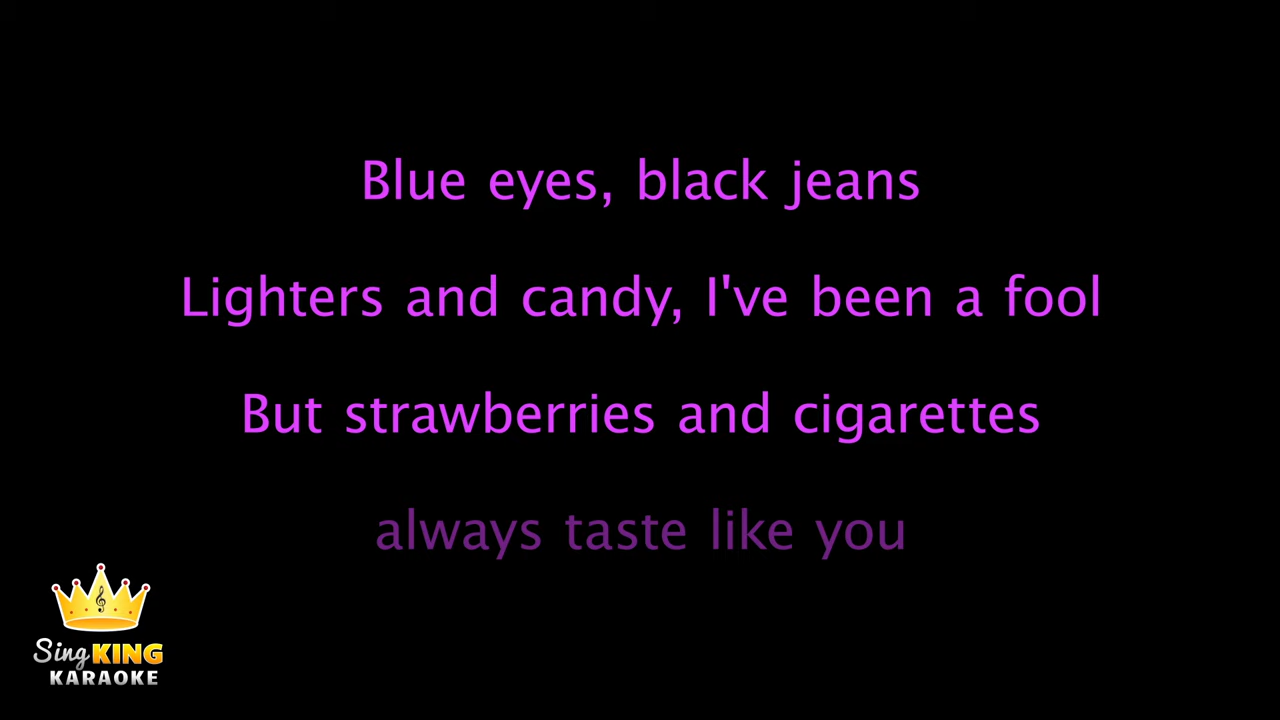 Blue eyes, black jeans
Lighters and candy, I've been a fool
But strawberries and cigarettes
always taste like you
Sing KING
KARAOKE